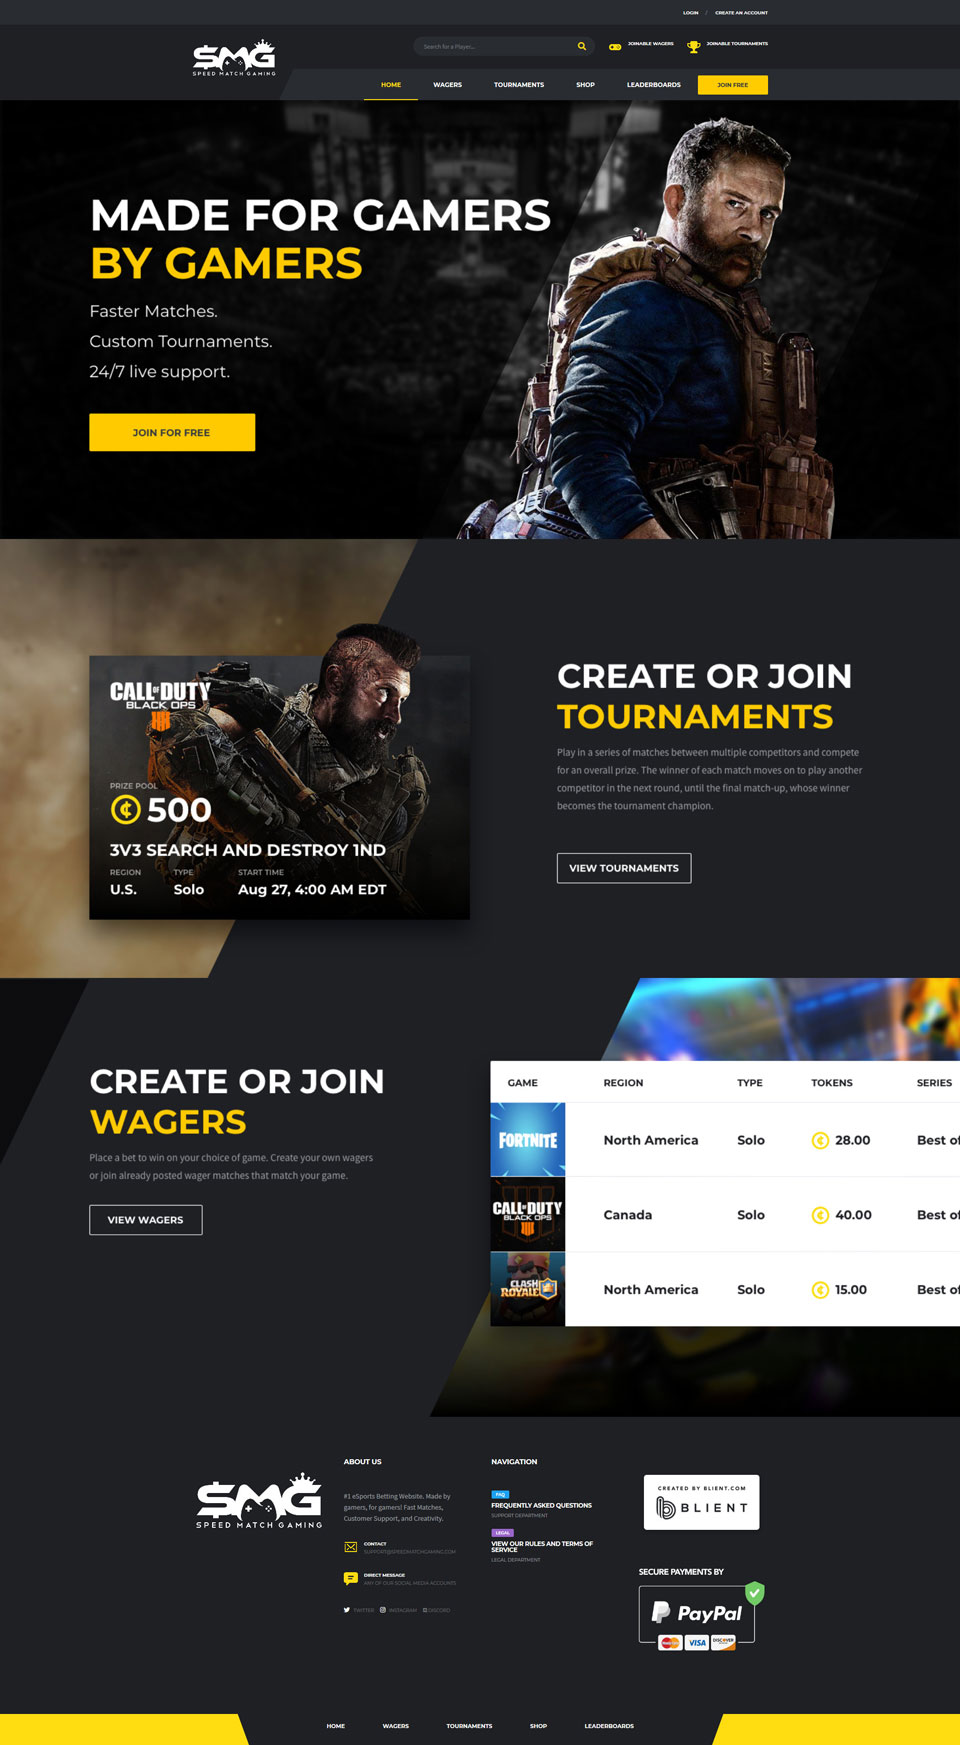 LOGIN / CREATE AN ACCOUNT
SMG
SPEED MATCH GAMING
Search for a Player...
JOINABLE WAGERS
JOINABLE TOURNAMENTS
HOME WAGERS TOURNAMENTS SHOP LEADERBOARDS JOIN FREE
MADE FOR GAMERS
BY GAMERS
Faster Matches.
Custom Tournaments.
24/7 live support.
JOIN FOR FREE
CALL OF DUTY
BLACK OPS
IIII
PRIZE POOL
500
3V3 SEARCH AND DESTROY 1ND
REGION TYPE START TIME
U.S. Solo Aug 27, 4:00 AM EDT
CREATE OR JOIN
TOURNAMENTS
Play in a series of matches between multiple competitors and compete
for an overall prize. The winner of each match moves on to play another
competitor in the next round, until the final match-up, whose winner
becomes the tournament champion.
VIEW TOURNAMENTS
CREATE OR JOIN
WAGERS
Place a bet to win on your choice of game. Create your own wagers
or join already posted wager matches that match your game.
VIEW WAGERS
GAME REGION TYPE TOKENS SERIES
FORTNITE North America Solo 28.00 Best of
CALL OF DUTY
BLACK OPS
IIII
Canada Solo 40.00 Best of
CLASH
ROYALE
North America Solo 15.00 Best of
SMG
SPEED MATCH GAMING
ABOUT US
#1 eSports Betting Website. Made by
gamers, for gamers! Fast Matches,
Customer Support, and Creativity.
CONTACT
SUPPORT@SPEEDMATCHGAMING.COM
DIRECT MESSAGE
ANY OF OUR SOCIAL MEDIA ACCOUNTS
TWITTER INSTAGRAM DISCORD
NAVIGATION
FAQ
FREQUENTLY ASKED QUESTIONS
SUPPORT DEPARTMENT
LEGAL
VIEW OUR RULES AND TERMS OF
SERVICE
LEGAL DEPARTMENT
CREATED BY BLIENT.COM
BLIENT
SECURE PAYMENTS BY
PayPal
MasterCard VISA DISCOVER
HOME WAGERS TOURNAMENTS SHOP LEADERBOARDS